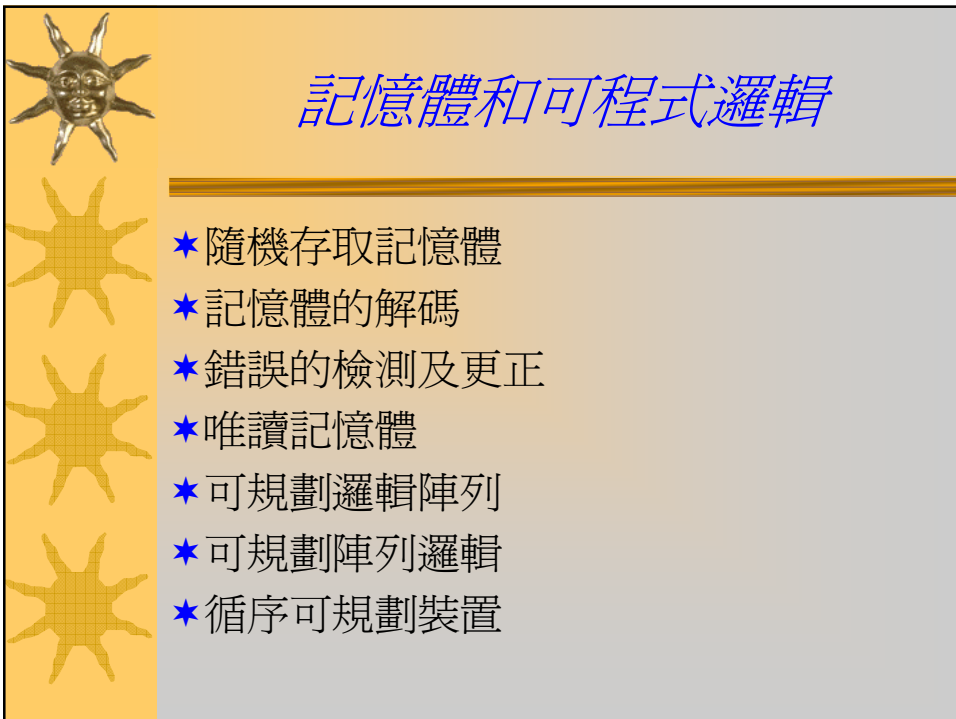 記憶體和可程式邏輯
隨機存取記憶體
記憶體的解碼
錯誤的檢測及更正
唯讀記憶體
可規劃邏輯陣列
可規劃陣列邏輯
循序可規劃裝置